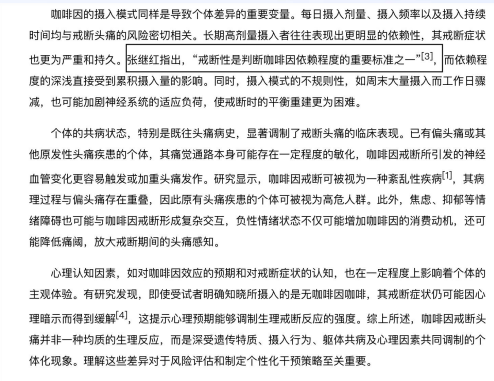 咖啡因的摄入模式同样是导致个体差异的重要变量。每日摄入剂量、摄入频率以及摄入持续
时间均与戒断头痛的风险密切相关。长期高剂量摄入者往往表现出更明显的依赖性，其戒断症状
也更为严重和持久。张继红指出，“戒断性是判断咖啡因依赖程度的重要标准之一”[3]，而依赖程
度的深浅直接受到累积摄入量的影响。同时，摄入模式的不规则性，如周末大量摄入而工作日骤
减，也可能加剧神经系统的适应负荷，使戒断时的平衡重建更为困难。
个体的共病状态，特别是既往头痛病史，显著调制了戒断头痛的临床表现。已有偏头痛或其
他原发性头痛疾患的个体，其痛觉通路本身可能存在一定程度的敏化，咖啡因戒断所引发的神经
血管变化更容易触发或加重头痛发作。研究显示，咖啡因戒断可被视为一种紊乱性疾病[1]，其病
理过程与偏头痛存在重叠，因此原有头痛疾患的个体可被视为高危人群。此外，焦虑、抑郁等情
绪障碍也可能与咖啡因戒断形成复杂交互，负性情绪状态不仅可能增加咖啡因的消费动机，还可
能降低痛阈，放大戒断期间的头痛感知。
心理认知因素，如对咖啡因效应的预期和对戒断症状的认知，也在一定程度上影响着个体的
主观体验。有研究发现，即使受试者明确知晓所摄入的是无咖啡因咖啡，其戒断症状仍可能因心
理暗示而得到缓解[4]，这提示心理预期能够调制生理戒断反应的强度。综上所述，咖啡因戒断头
痛并非一种均质的生理反应，而是深受遗传特质、摄入行为、躯体共病及心理因素共同调制的个
体化现象。理解这些差异对于风险评估和制定个性化干预策略至关重要。